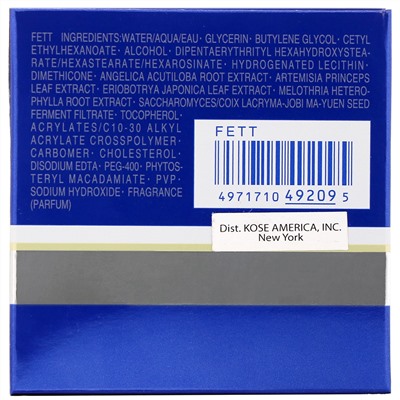 FETT INGREDIENTS:WATER/AQUA/EAU · GLYCERIN · BUTYLENE GLYCOL · CETYL
ETHYLHEXANOATE · ALCOHOL · DIPENTAERYTHRITYL HEXAHYDROXYSTEA-
RATE/HEXASTEARATE/HEXAROSINATE · HYDROGENATED LECITHIN ·
DIMETHICONE · ANGELICA ACUTILOBA ROOT EXTRACT · ARTEMISIA PRINCEPS
LEAF EXTRACT · ERIOBOTRYA JAPONICA LEAF EXTRACT · MELOTHRIA HETERO-
PHYLLA ROOT EXTRACT · SACCHAROMYCES/COIX LACRYMA-JOBI MA-YUEN SEED
FERMENT FILTRATE · TOCOPHEROL ·
ACRYLATES/C10-30 ALKYL
ACRYLATE CROSSPOLYMER ·
CARBOMER · CHOLESTEROL ·
DISODIUM EDTA · PEG-400 · PHYTOS-
TERYL MACADAMIATE · PVP ·
SODIUM HYDROXIDE · FRAGRANCE
(PARFUM)
FETT
4971710 49209 5
Dist. KOSE AMERICA, INC.
New York